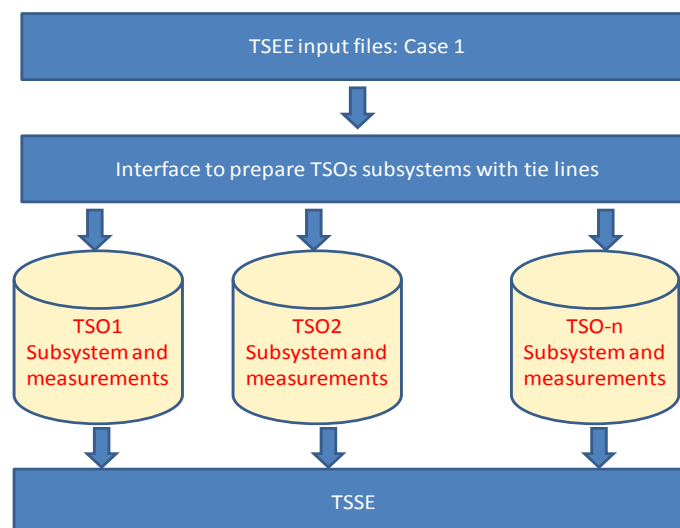 TSEE input files: Case 1
Interface to prepare TSOs subsystems with tie lines
TSO1
Subsystem and
measurements
TSO2
Subsystem and
measurements
TSO-n
Subsystem and
measurements
TSSE